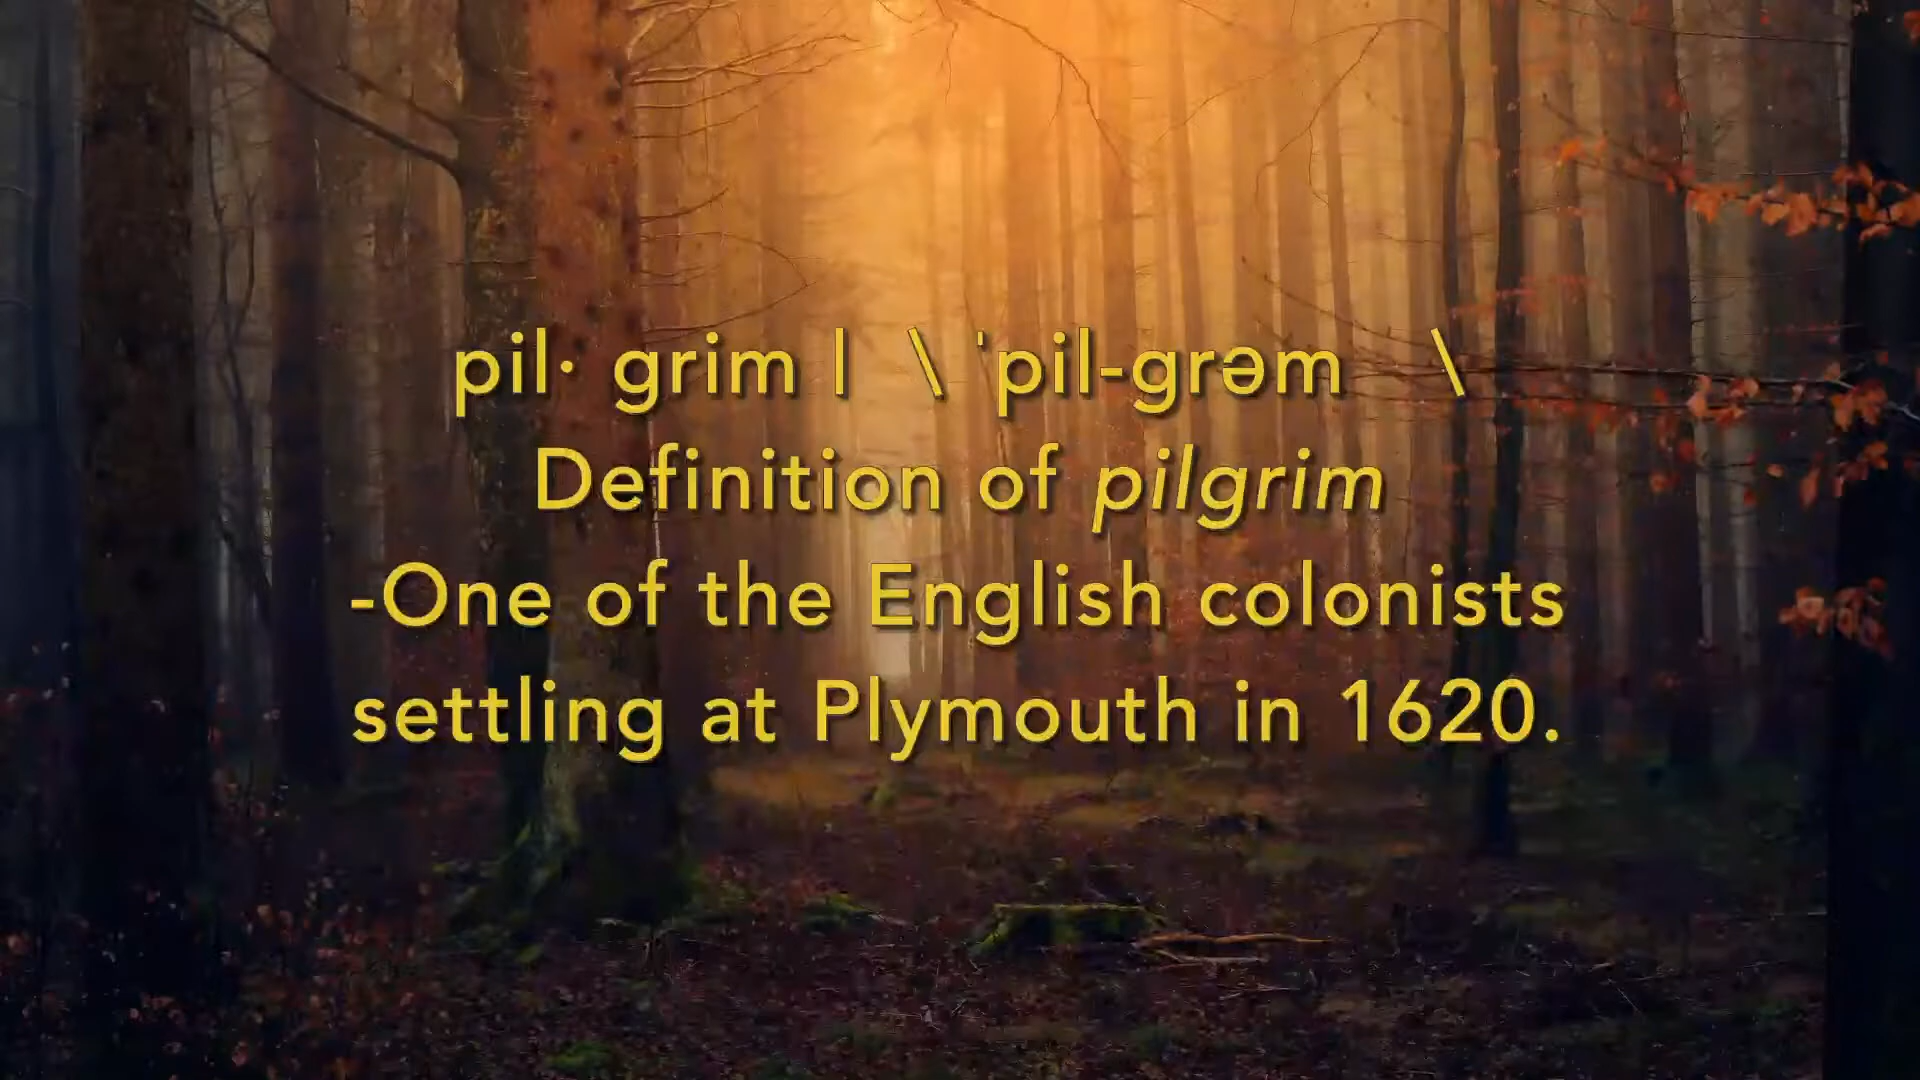 pil· grim | \ ˈpil-grəm \
Definition of pilgrim
-One of the English colonists
settling at Plymouth in 1620.